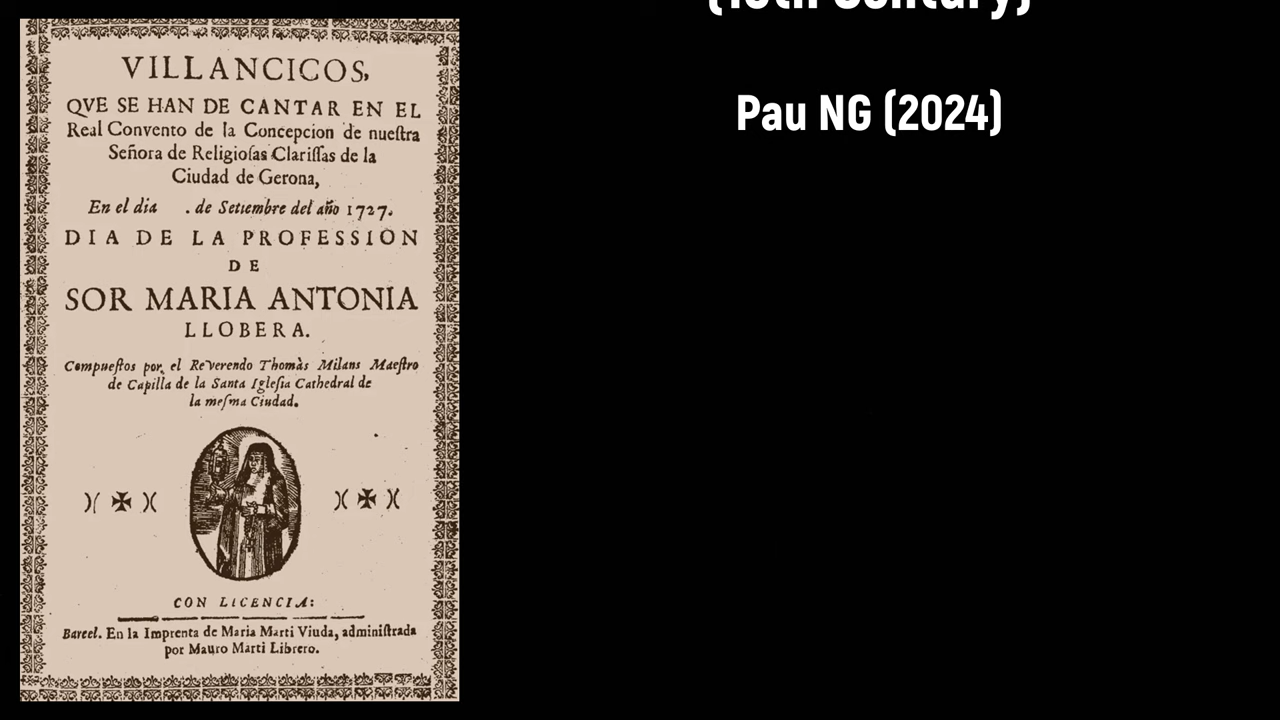 VILLANCICOS,
QVE SE HAN DE CANTAR EN EL
Real Convento de la Concepcion de nueſtra
Señora de Religioſas Clariſſas de la
Ciudad de Gerona,
En el dia . de Setiembre del año 1727.
DIA DE LA PROFESSION
DE
SOR MARIA ANTONIA
LLOBERA.
Compueſtos por el Reverendo Thomàs Milans Maeſtro
de Capilla de la Santa Igleſia Cathedral de
la meſma Ciudad.
CON LICENCIA:
Barcel. En la Imprenta de Maria Marti Viuda, adminiſtrada
por Mauro Marti Librero.
Century)
Pau NG (2024)